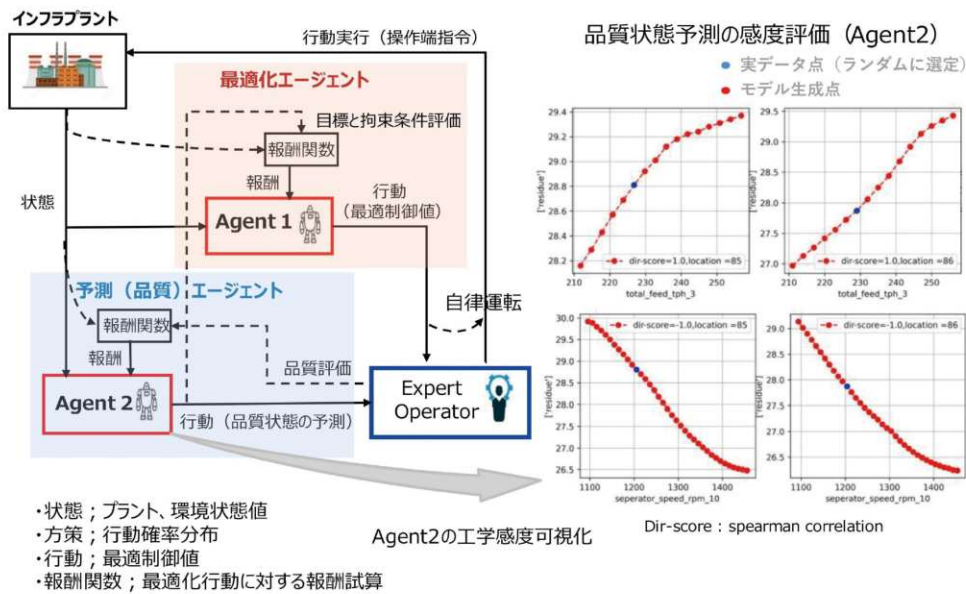 インフラプラント
行動実行（操作端指令）
最適化エージェント
目標と拘束条件評価
報酬関数
報酬
状態
Agent 1
行動
（最適制御値）
予測（品質）エージェント
自律運転
報酬関数
報酬
品質評価
Agent 2
行動（品質状態の予測）
Expert
Operator
・状態；プラント、環境状態値
・方策；行動確率分布
・行動；最適制御値
・報酬関数；最適化行動に対する報酬試算
Agent2の工学感度可視化
品質状態予測の感度評価（Agent2）
実データ点（ランダムに選定）
モデル生成点
29.4
29.2
29.0
28.8
28.6
28.4
28.2
['residue']
dir-score=1.0,location =85
210 220 230 240 250
total_feed_tph_3
29.5
29.0
28.5
28.0
27.5
27.0
['residue']
dir-score=1.0,location =86
210 220 230 240 250
total_feed_tph_3
30.0
29.5
29.0
28.5
28.0
27.5
27.0
26.5
['residue']
dir-score=-1.0,location =85
1100 1200 1300 1400
seperator_speed_rpm_10
29.0
28.5
28.0
27.5
27.0
26.5
['residue']
dir-score=-1.0,location =86
1100 1200 1300 1400
seperator_speed_rpm_10
Dir-score : spearman correlation